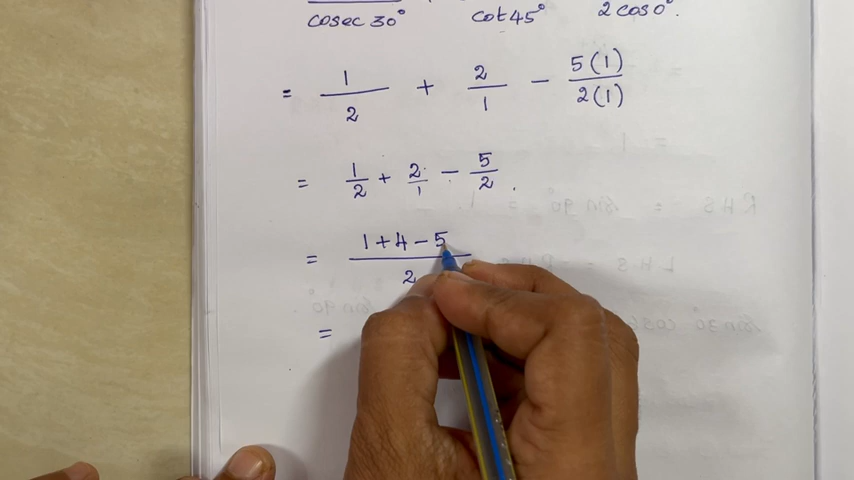 cosec 30° cot 45° 2 cos 0°.
= 1/2 + 2/1 - 5(1)/2(1)
= 1/2 + 2/1 - 5/2.
= 1 + 4 - 5/2
=